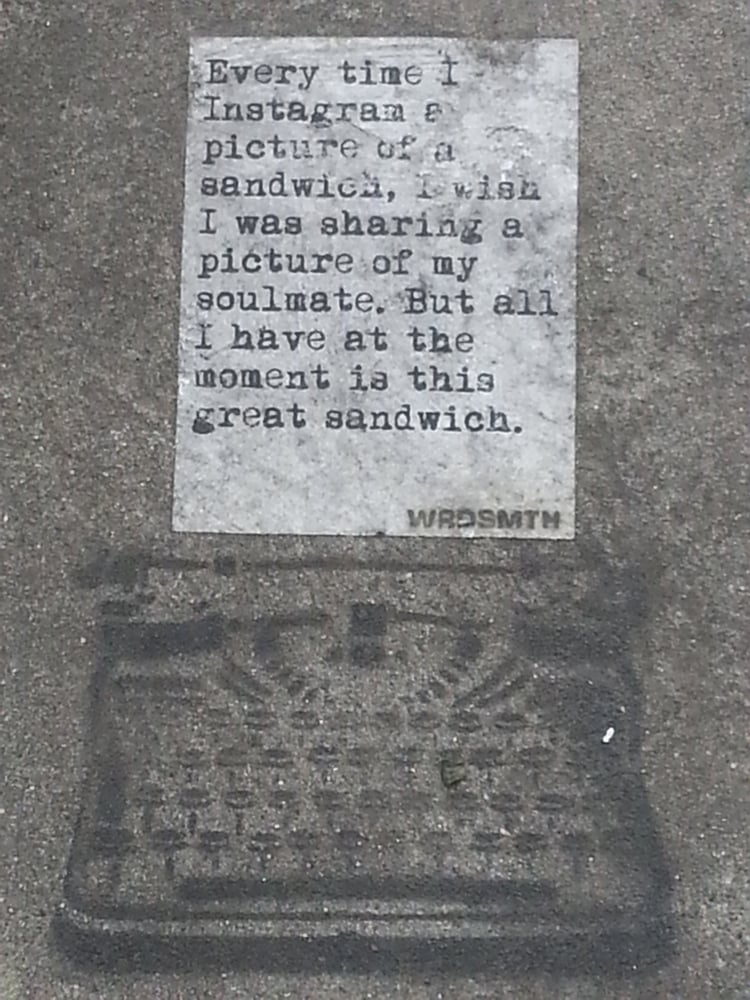 Every time I
Instagram a
picture of a
sandwich, I wish
I was sharing a
picture of my
soulmate. But all
I have at the
moment is this
great sandwich.
WRDSMTH